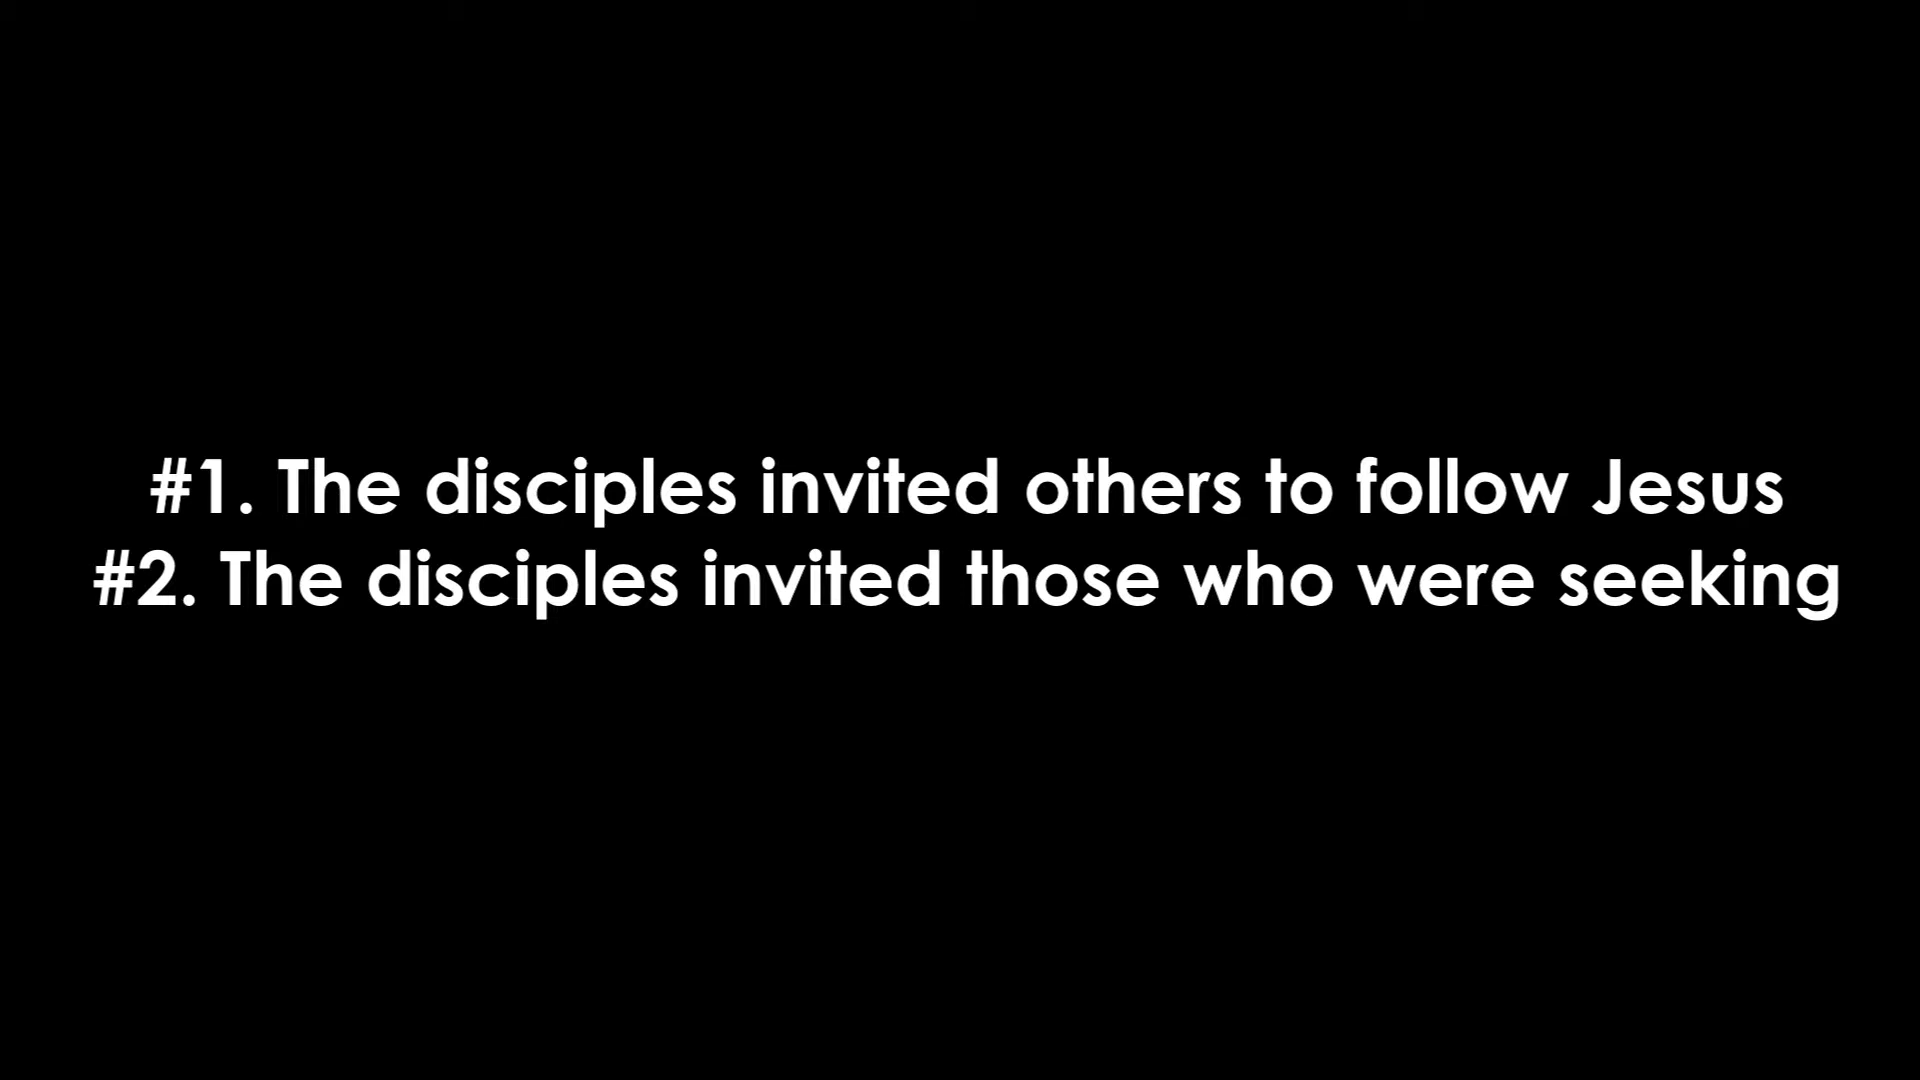 #1. The disciples invited others to follow Jesus
#2. The disciples invited those who were seeking